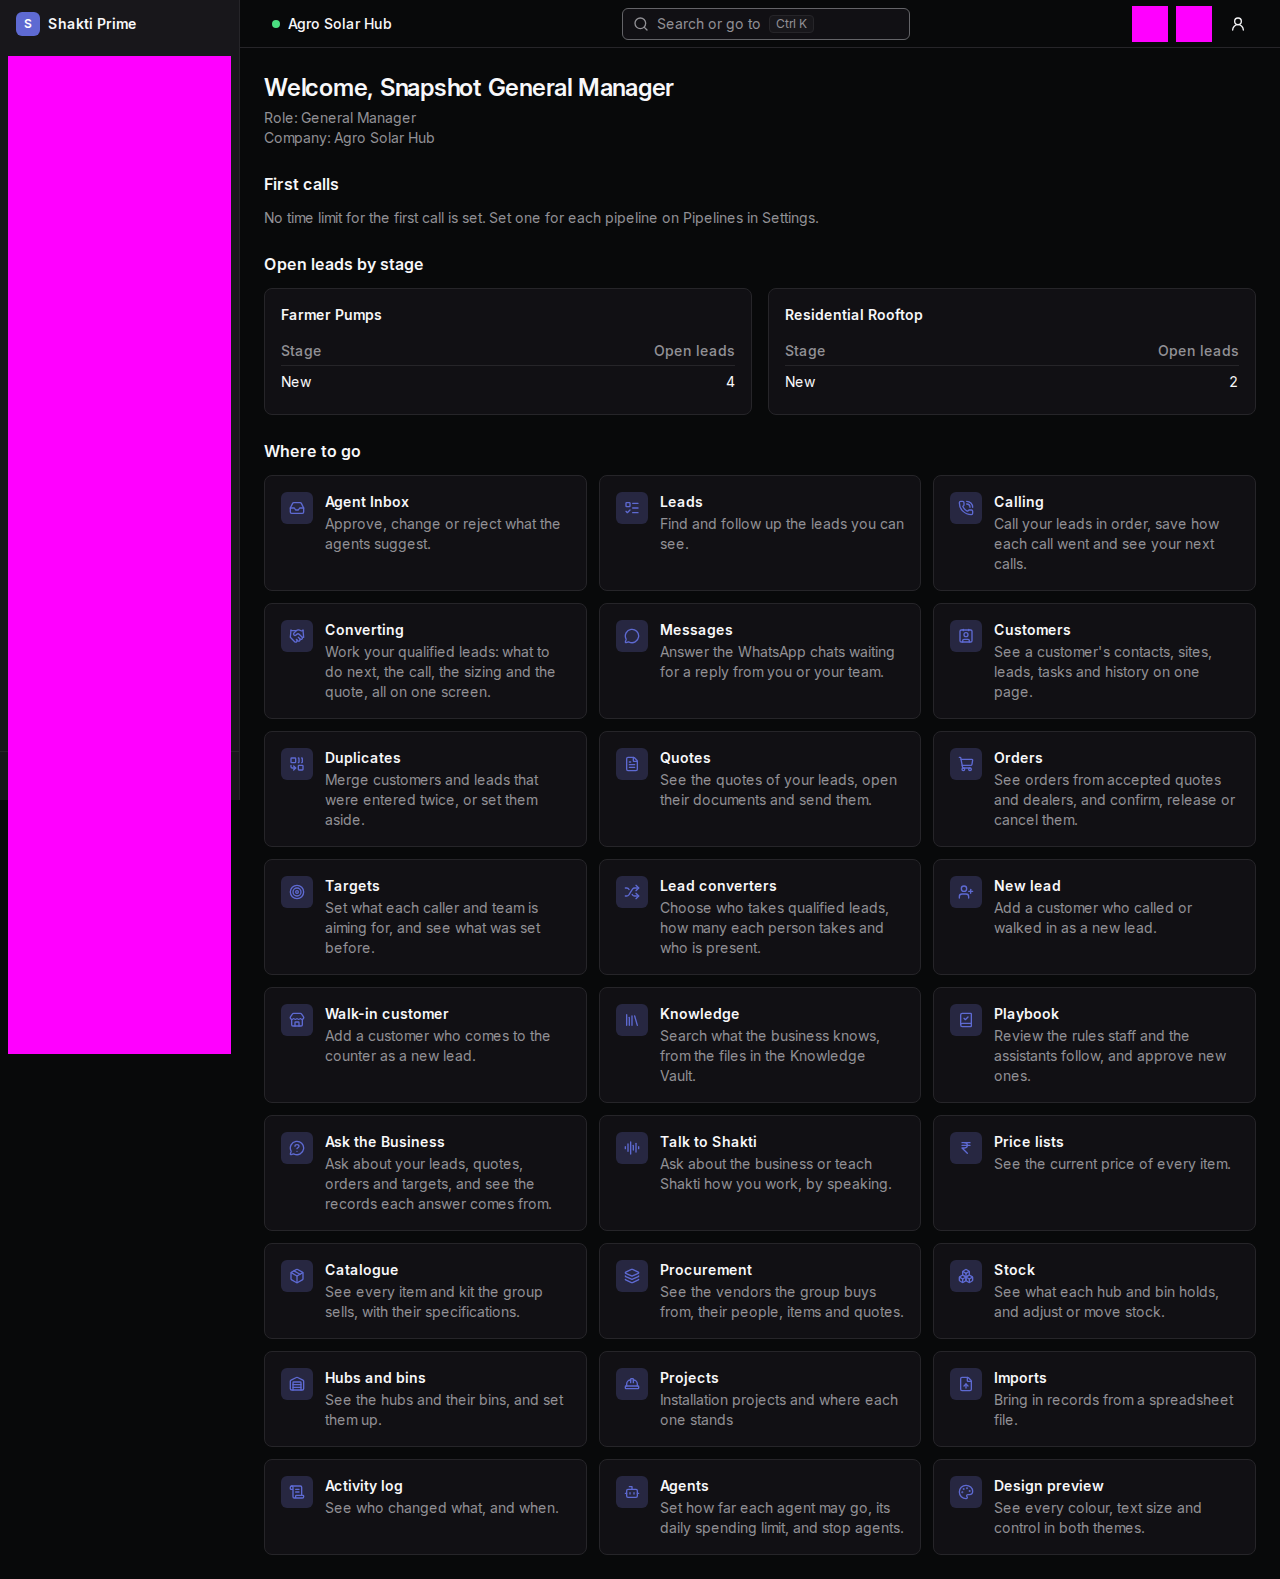 S Shakti Prime
Agro Solar Hub
Search or go to Ctrl K
Welcome, Snapshot General Manager
Role: General Manager
Company: Agro Solar Hub
First calls
No time limit for the first call is set. Set one for each pipeline on Pipelines in Settings.
Open leads by stage
Farmer Pumps
Stage Open leads
New 4
Residential Rooftop
Stage Open leads
New 2
Where to go
Agent Inbox
Approve, change or reject what the
agents suggest.
Leads
Find and follow up the leads you can
see.
Calling
Call your leads in order, save how
each call went and see your next
calls.
Converting
Work your qualified leads: what to
do next, the call, the sizing and the
quote, all on one screen.
Messages
Answer the WhatsApp chats waiting
for a reply from you or your team.
Customers
See a customer's contacts, sites,
leads, tasks and history on one
page.
Duplicates
Merge customers and leads that
were entered twice, or set them
aside.
Quotes
See the quotes of your leads, open
their documents and send them.
Orders
See orders from accepted quotes
and dealers, and confirm, release or
cancel them.
Targets
Set what each caller and team is
aiming for, and see what was set
before.
Lead converters
Choose who takes qualified leads,
how many each person takes and
who is present.
New lead
Add a customer who called or
walked in as a new lead.
Walk-in customer
Add a customer who comes to the
counter as a new lead.
Knowledge
Search what the business knows,
from the files in the Knowledge
Vault.
Playbook
Review the rules staff and the
assistants follow, and approve new
ones.
Ask the Business
Ask about your leads, quotes,
orders and targets, and see the
records each answer comes from.
Talk to Shakti
Ask about the business or teach
Shakti how you work, by speaking.
Price lists
See the current price of every item.
Catalogue
See every item and kit the group
sells, with their specifications.
Procurement
See the vendors the group buys
from, their people, items and quotes.
Stock
See what each hub and bin holds,
and adjust or move stock.
Hubs and bins
See the hubs and their bins, and set
them up.
Projects
Installation projects and where each
one stands
Imports
Bring in records from a spreadsheet
file.
Activity log
See who changed what, and when.
Agents
Set how far each agent may go, its
daily spending limit, and stop agents.
Design preview
See every colour, text size and
control in both themes.